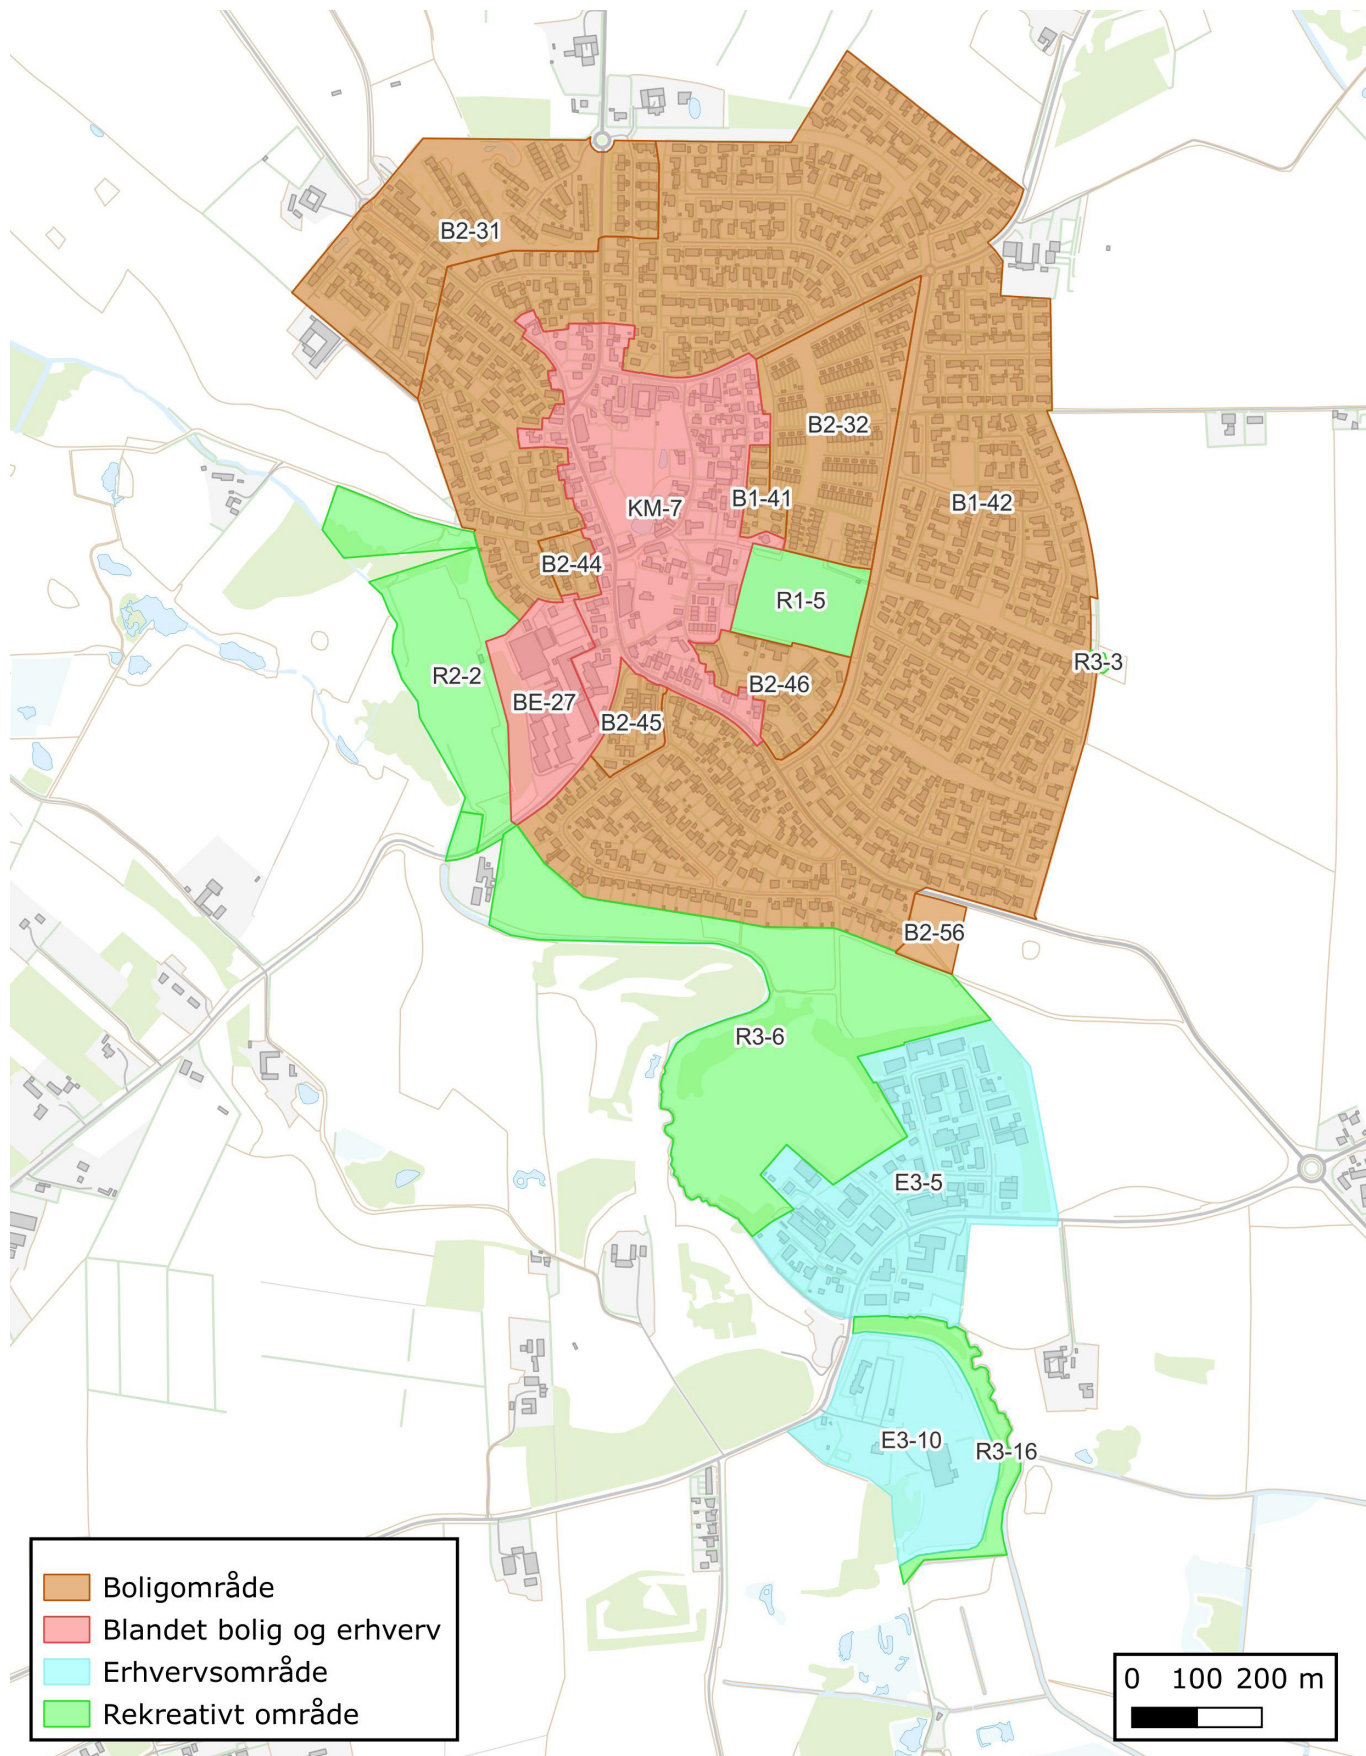 B2-31
B2-32
B1-41
B1-42
KM-7
B2-44
R1-5
R3-3
R2-2
B2-46
BE-27
B2-45
B2-56
R3-6
E3-5
E3-10
R3-16
Boligområde
Blandet bolig og erhverv
Erhvervsområde
Rekreativt område
0 100 200 m